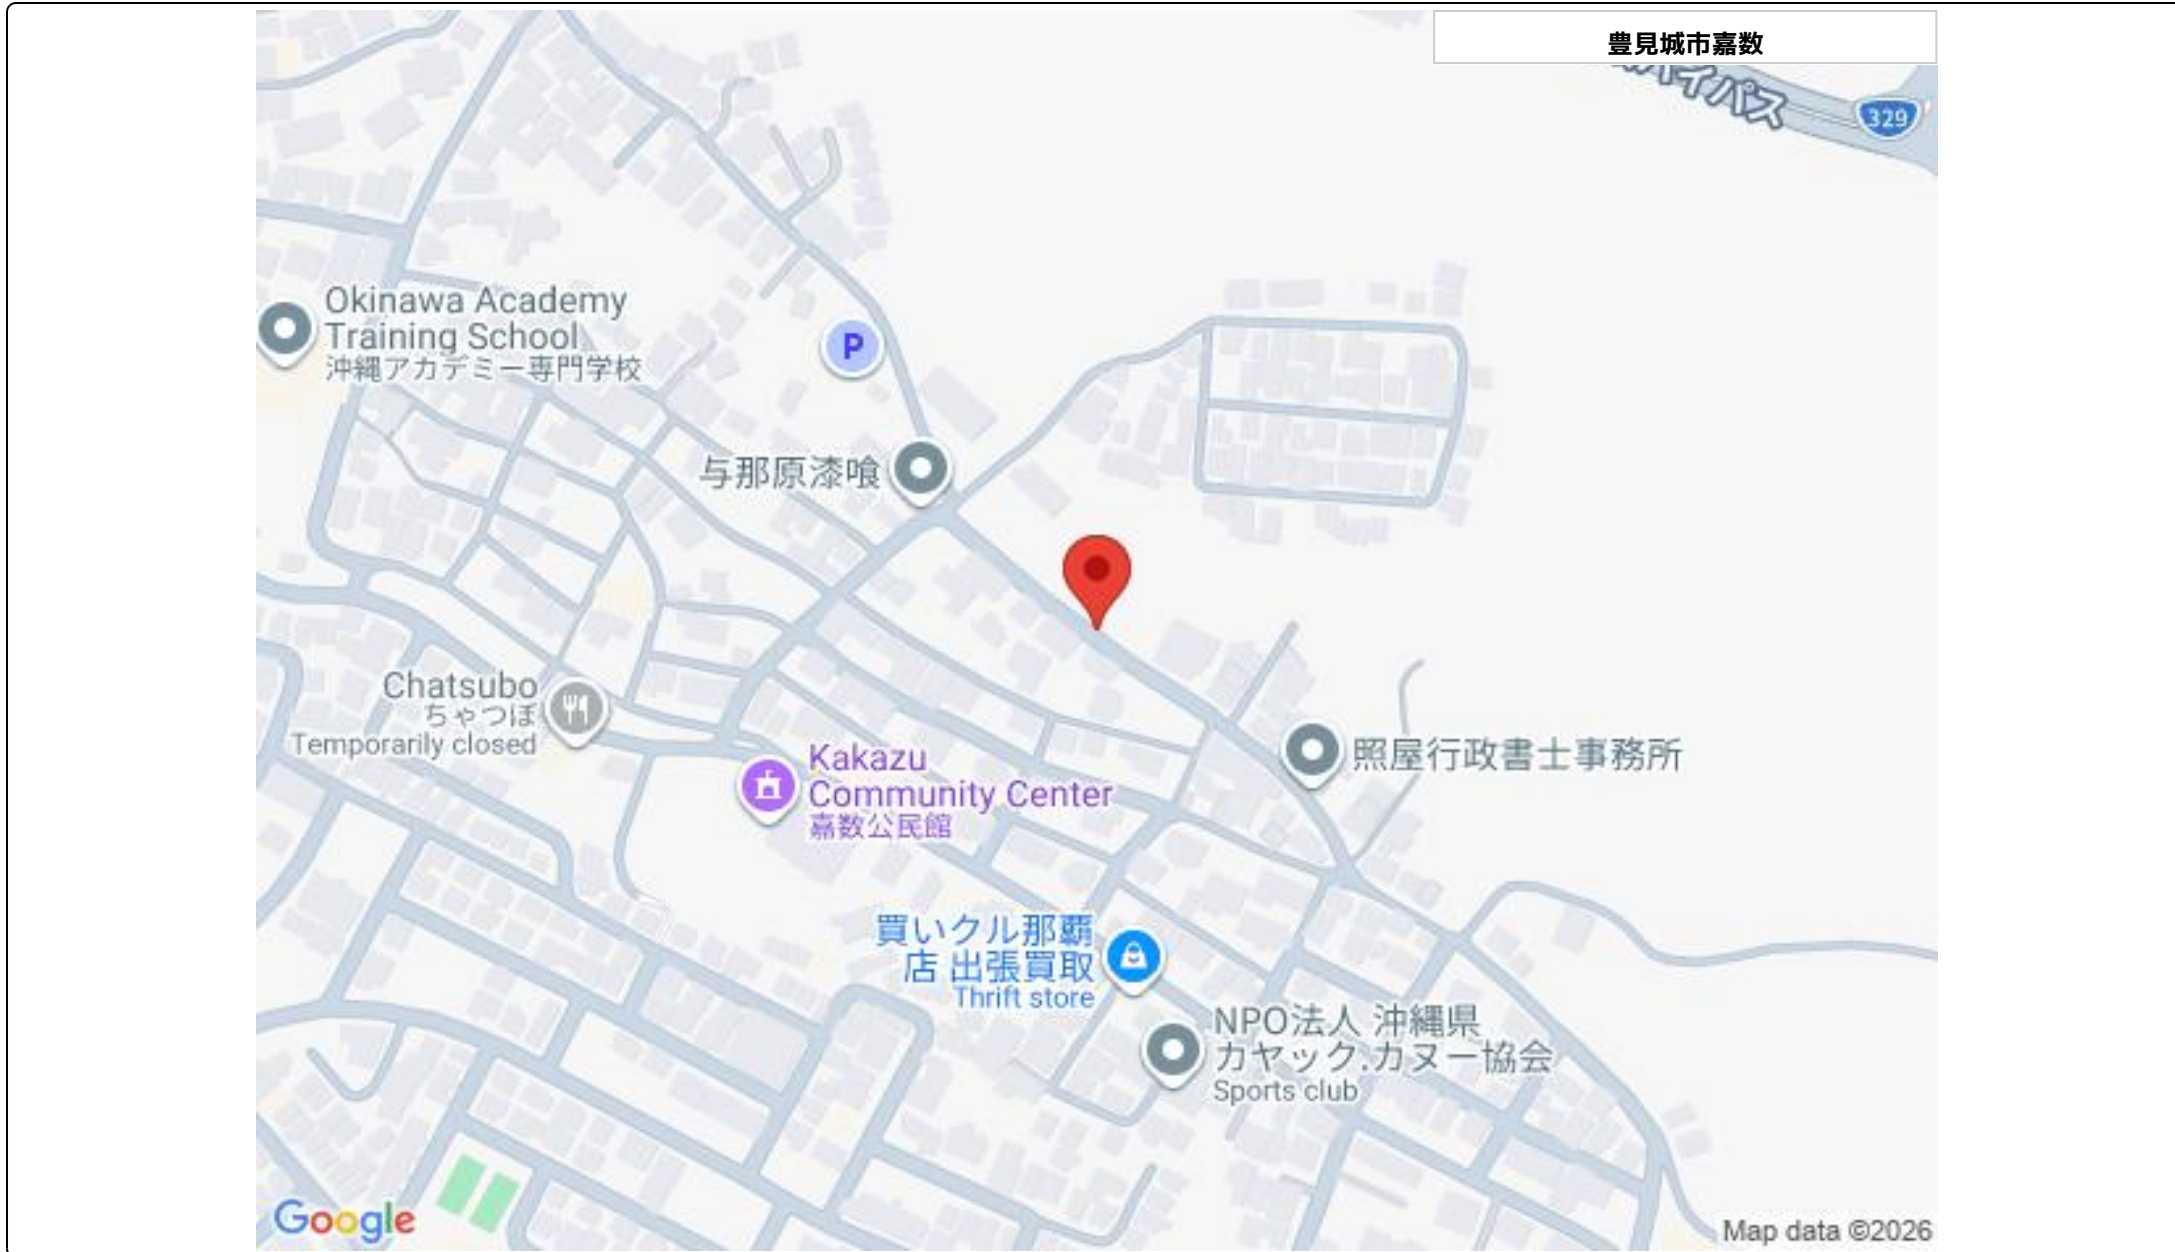 豊見城市嘉数
バイパス
329
Okinawa Academy
Training School
沖縄アカデミー専門学校
P
与那原漆喰
Chatsubo
ちゃつぼ
Temporarily closed
Kakazu
Community Center
嘉数公民館
照屋行政書士事務所
買いクル那覇
店 出張買取
Thrift store
NPO法人 沖縄県
カヤック.カヌー協会
Sports club
Google
Map data ©2026